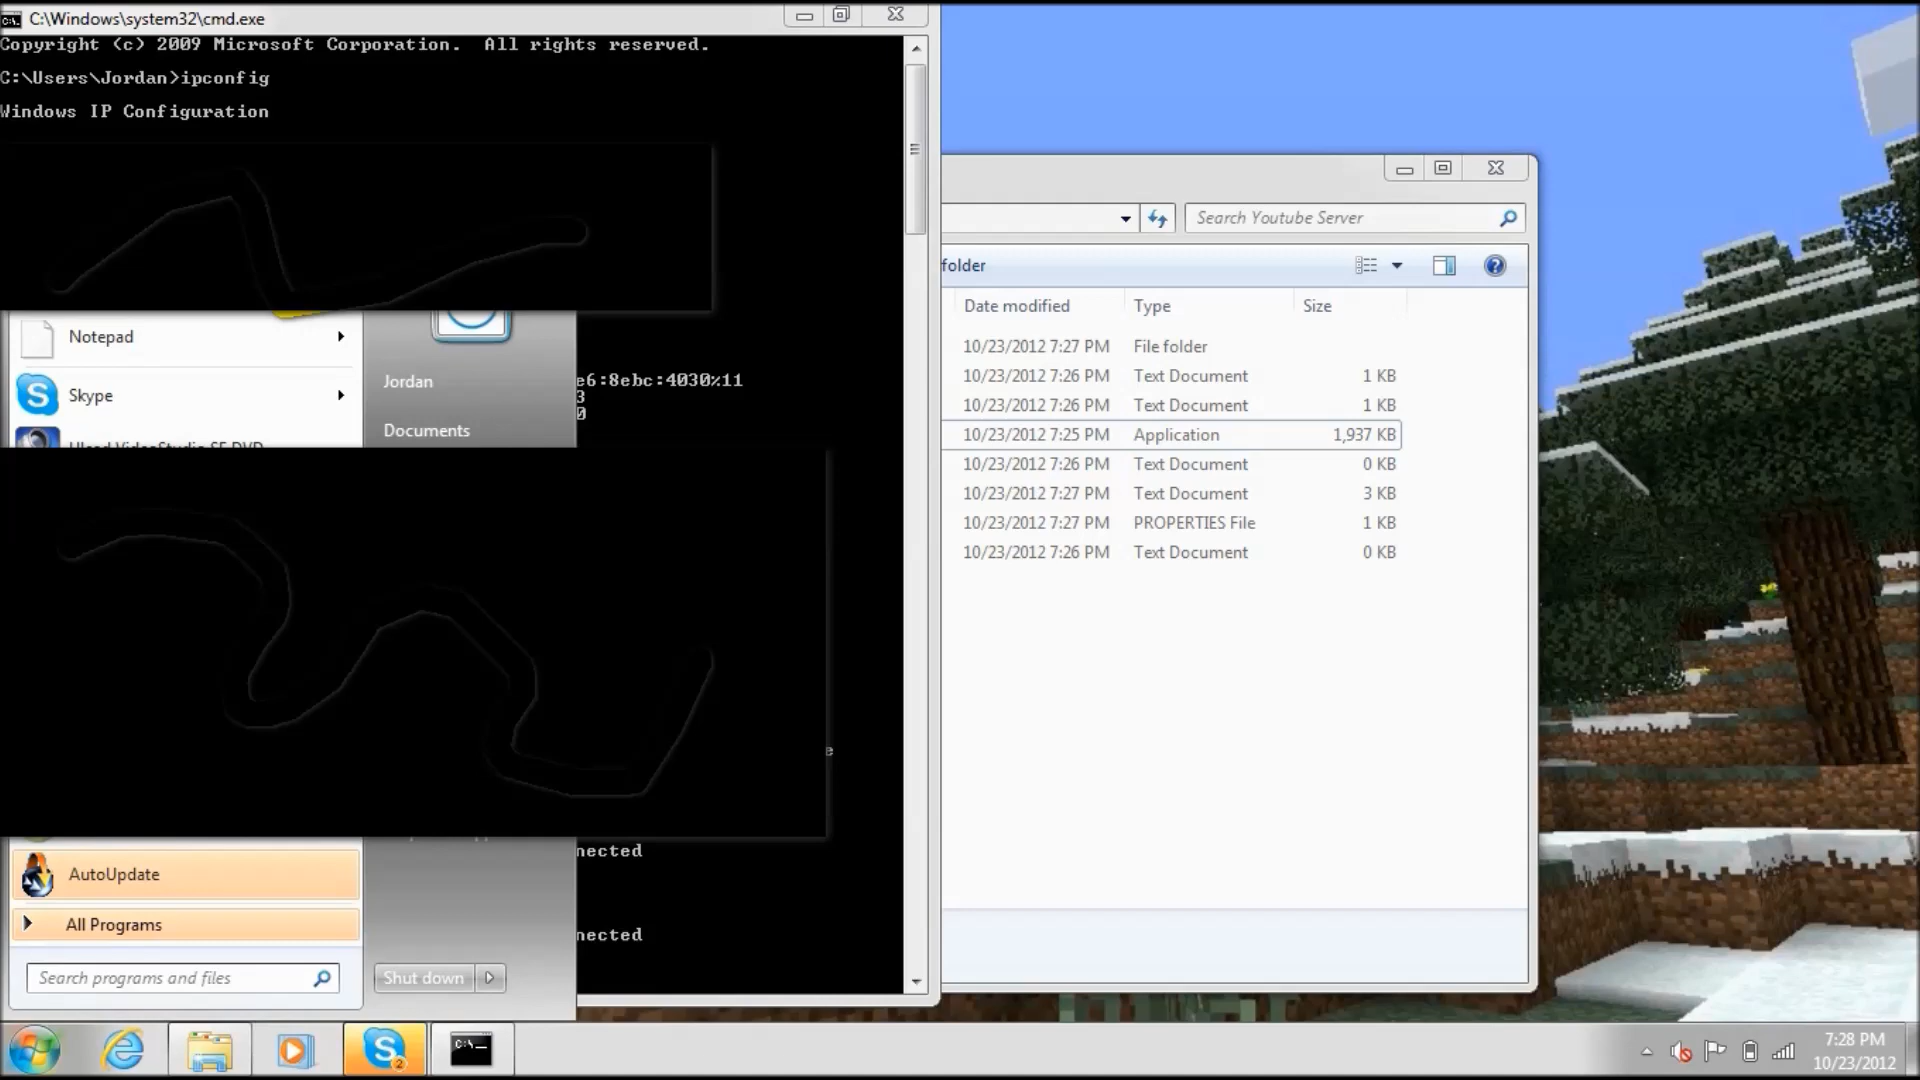 C:\Windows\system32\cmd.exe
Copyright (c) 2009 Microsoft Corporation.  All rights reserved.
C:\Users\Jordan>ipconfig
Windows IP Configuration
e6:8ebc:4030%11
3
0
e
nected
nected
Notepad
Skype
AutoUpdate
All Programs
Search programs and files
Jordan
Documents
Shut down
Search Youtube Server
folder
Date modified Type Size
10/23/2012 7:27 PM File folder
10/23/2012 7:26 PM Text Document 1 KB
10/23/2012 7:26 PM Text Document 1 KB
10/23/2012 7:25 PM Application 1,937 KB
10/23/2012 7:26 PM Text Document 0 KB
10/23/2012 7:27 PM Text Document 3 KB
10/23/2012 7:27 PM PROPERTIES File 1 KB
10/23/2012 7:26 PM Text Document 0 KB
2
C:\_
7:28 PM
10/23/2012